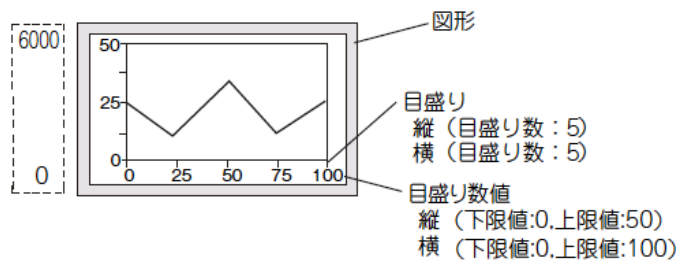 図形
6000
0
50
25
0
0 25 50 75 100
目盛り
縦（目盛り数：5）
横（目盛り数：5）
目盛り数値
縦（下限値:0,上限値:50）
横（下限値:0,上限値:100）